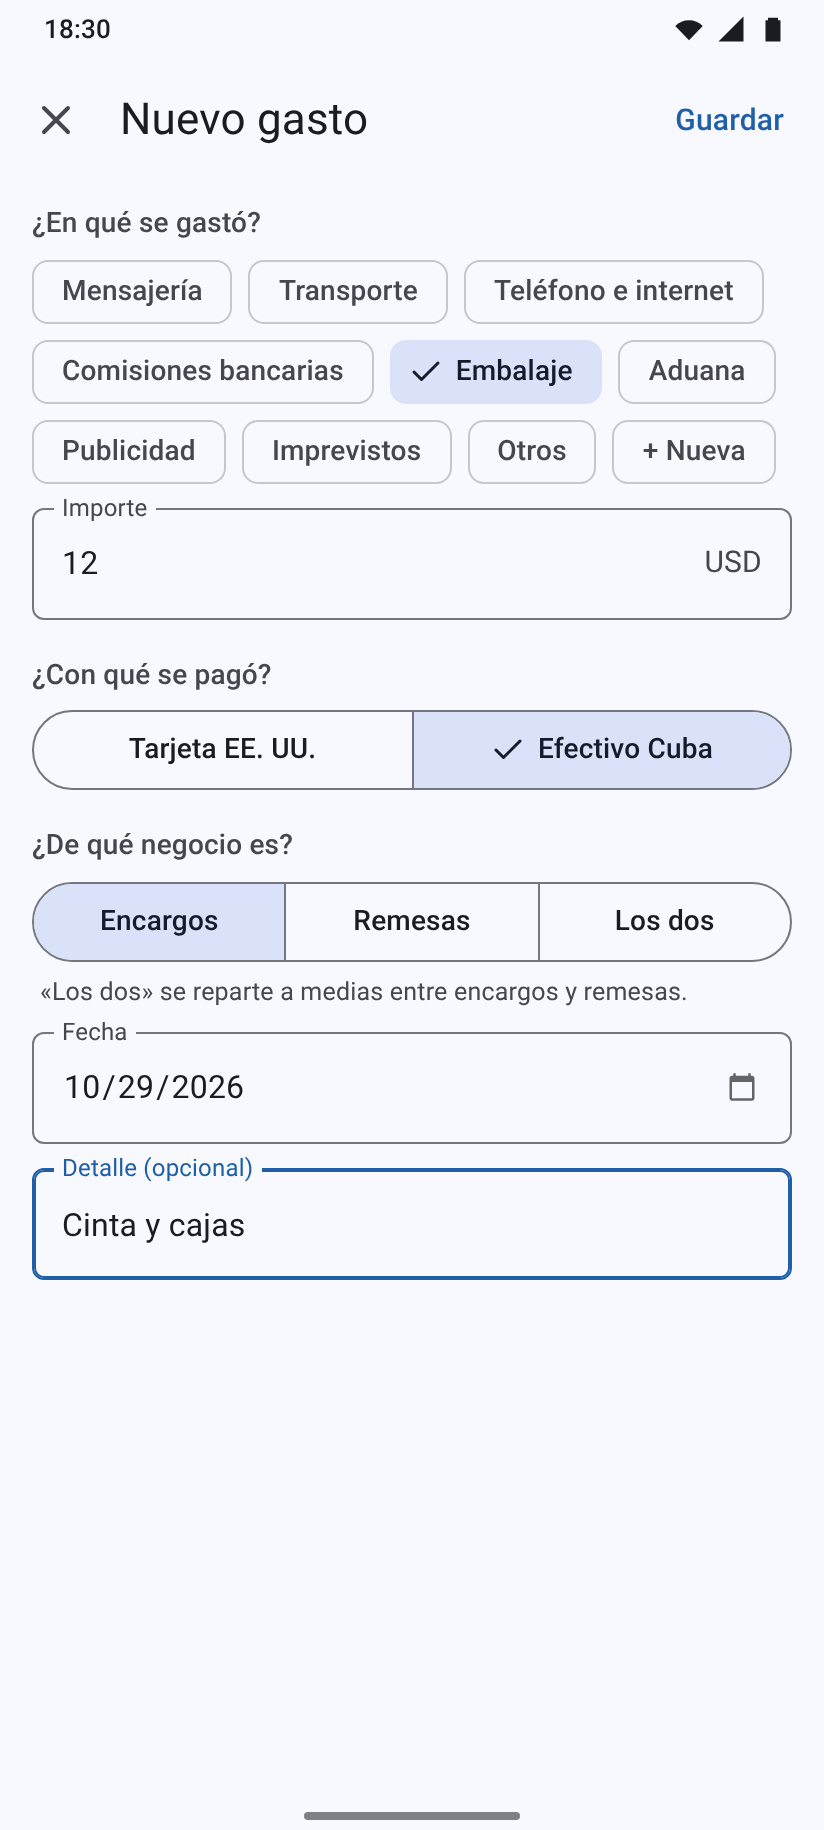 18:30
Nuevo gasto
Guardar
¿En qué se gastó?
Mensajería Transporte Teléfono e internet
Comisiones bancarias Embalaje Aduana
Publicidad Imprevistos Otros + Nueva
Importe
12 USD
¿Con qué se pagó?
Tarjeta EE. UU. Efectivo Cuba
¿De qué negocio es?
Encargos Remesas Los dos
«Los dos» se reparte a medias entre encargos y remesas.
Fecha
10/29/2026
Detalle (opcional)
Cinta y cajas